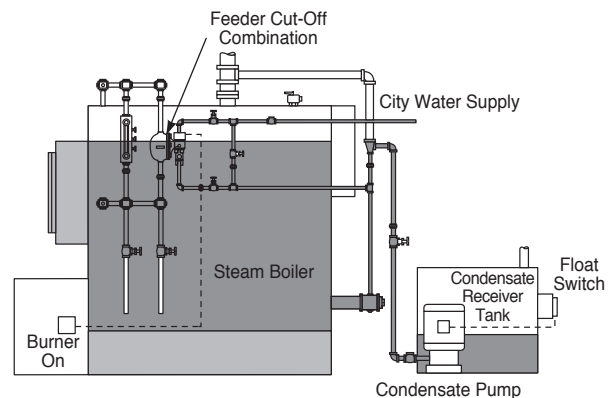 Feeder Cut-Off
Combination
City Water Supply
Steam Boiler
Condensate
Receiver
Tank
Float
Switch
Burner
On
Condensate Pump